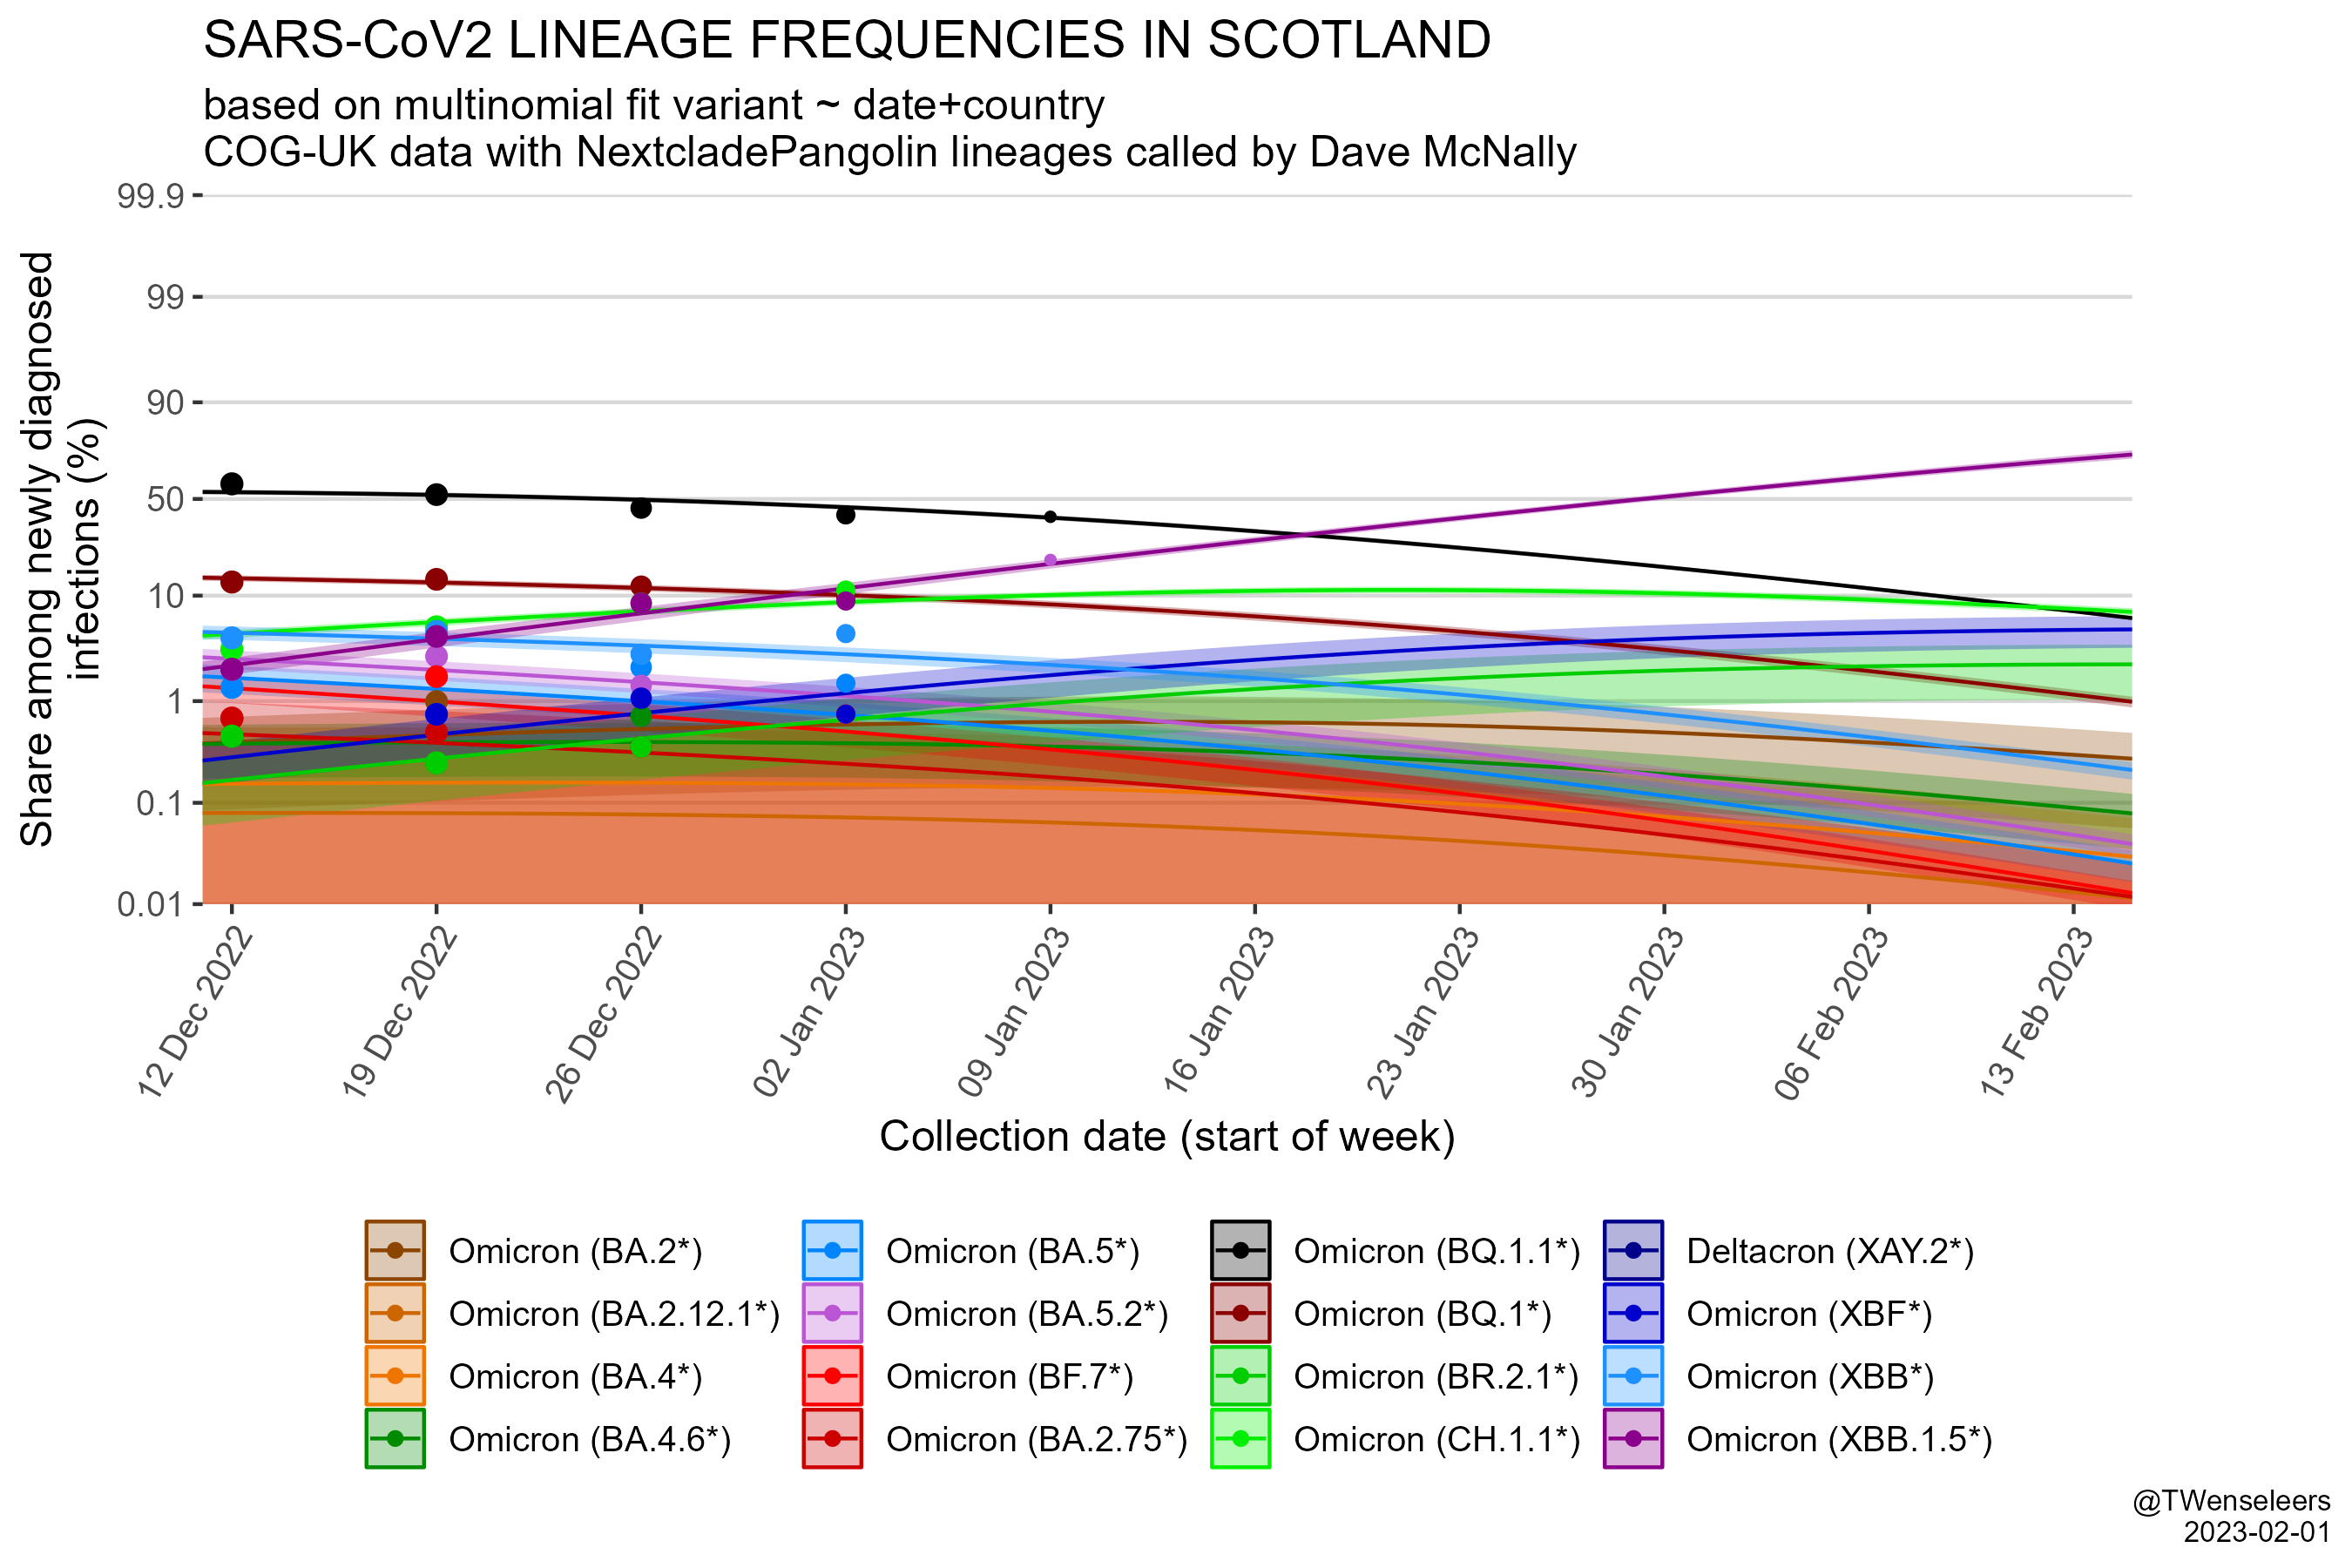 SARS-CoV2 LINEAGE FREQUENCIES IN SCOTLAND
based on multinomial fit variant ~ date+country
COG-UK data with NextcladePangolin lineages called by Dave McNally
Share among newly diagnosed
infections (%)
99.9
99
90
50
10
1
0.1
0.01
12 Dec 2022
19 Dec 2022
26 Dec 2022
02 Jan 2023
09 Jan 2023
16 Jan 2023
23 Jan 2023
30 Jan 2023
06 Feb 2023
13 Feb 2023
Collection date (start of week)
Omicron (BA.2*)
Omicron (BA.2.12.1*)
Omicron (BA.4*)
Omicron (BA.4.6*)
Omicron (BA.5*)
Omicron (BA.5.2*)
Omicron (BF.7*)
Omicron (BA.2.75*)
Omicron (BQ.1.1*)
Omicron (BQ.1*)
Omicron (BR.2.1*)
Omicron (CH.1.1*)
Deltacron (XAY.2*)
Omicron (XBF*)
Omicron (XBB*)
Omicron (XBB.1.5*)
@TWenseleers
2023-02-01